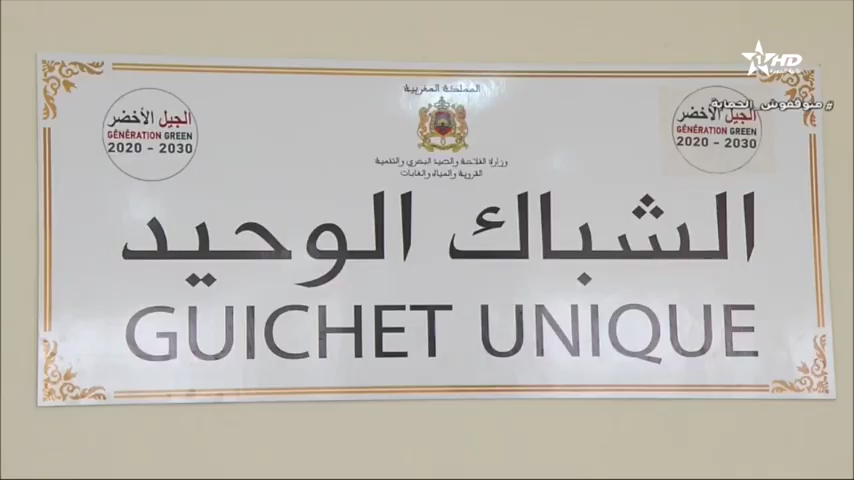 HD
#منوقفوش_الحماية
المملكة المغربية
الجيل الأخضر
GÉNÉRATION GREEN
2020 - 2030
الجيل الأخضر
GÉNÉRATION GREEN
2020 - 2030
وزارة الفلاحة والصيد البحري والتنمية
القروية والمياه والغابات
الشباك الوحيد
GUICHET UNIQUE